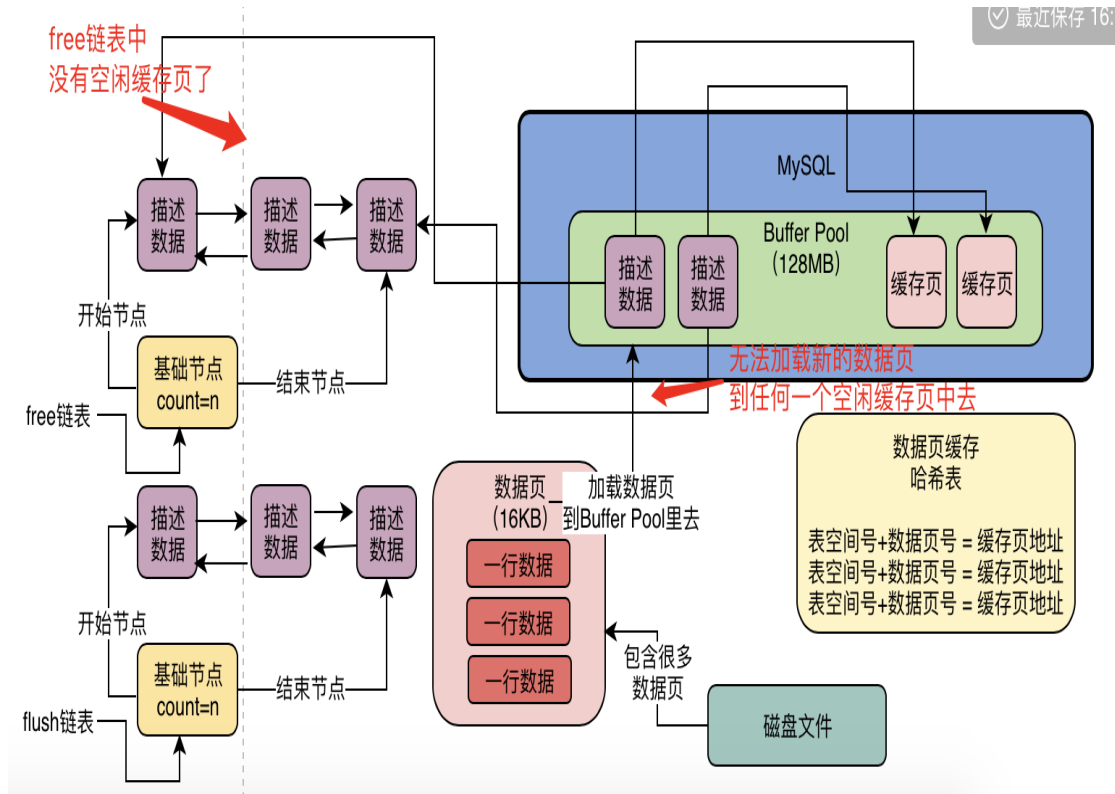 最近保存 16:
free链表中
没有空闲缓存页了
MySQL
Buffer Pool
(128MB)
描述
数据
描述
数据
描述
数据
描述
数据
描述
数据
缓存页
缓存页
开始节点
基础节点
count=n
结束节点
free链表
无法加载新的数据页
到任何一个空闲缓存页中去
数据页
(16KB)
加载数据页
到Buffer Pool里去
一行数据
一行数据
一行数据
数据页缓存
哈希表
表空间号+数据页号 = 缓存页地址
表空间号+数据页号 = 缓存页地址
表空间号+数据页号 = 缓存页地址
描述
数据
描述
数据
描述
数据
开始节点
基础节点
count=n
结束节点
flush链表
包含很多
数据页
磁盘文件